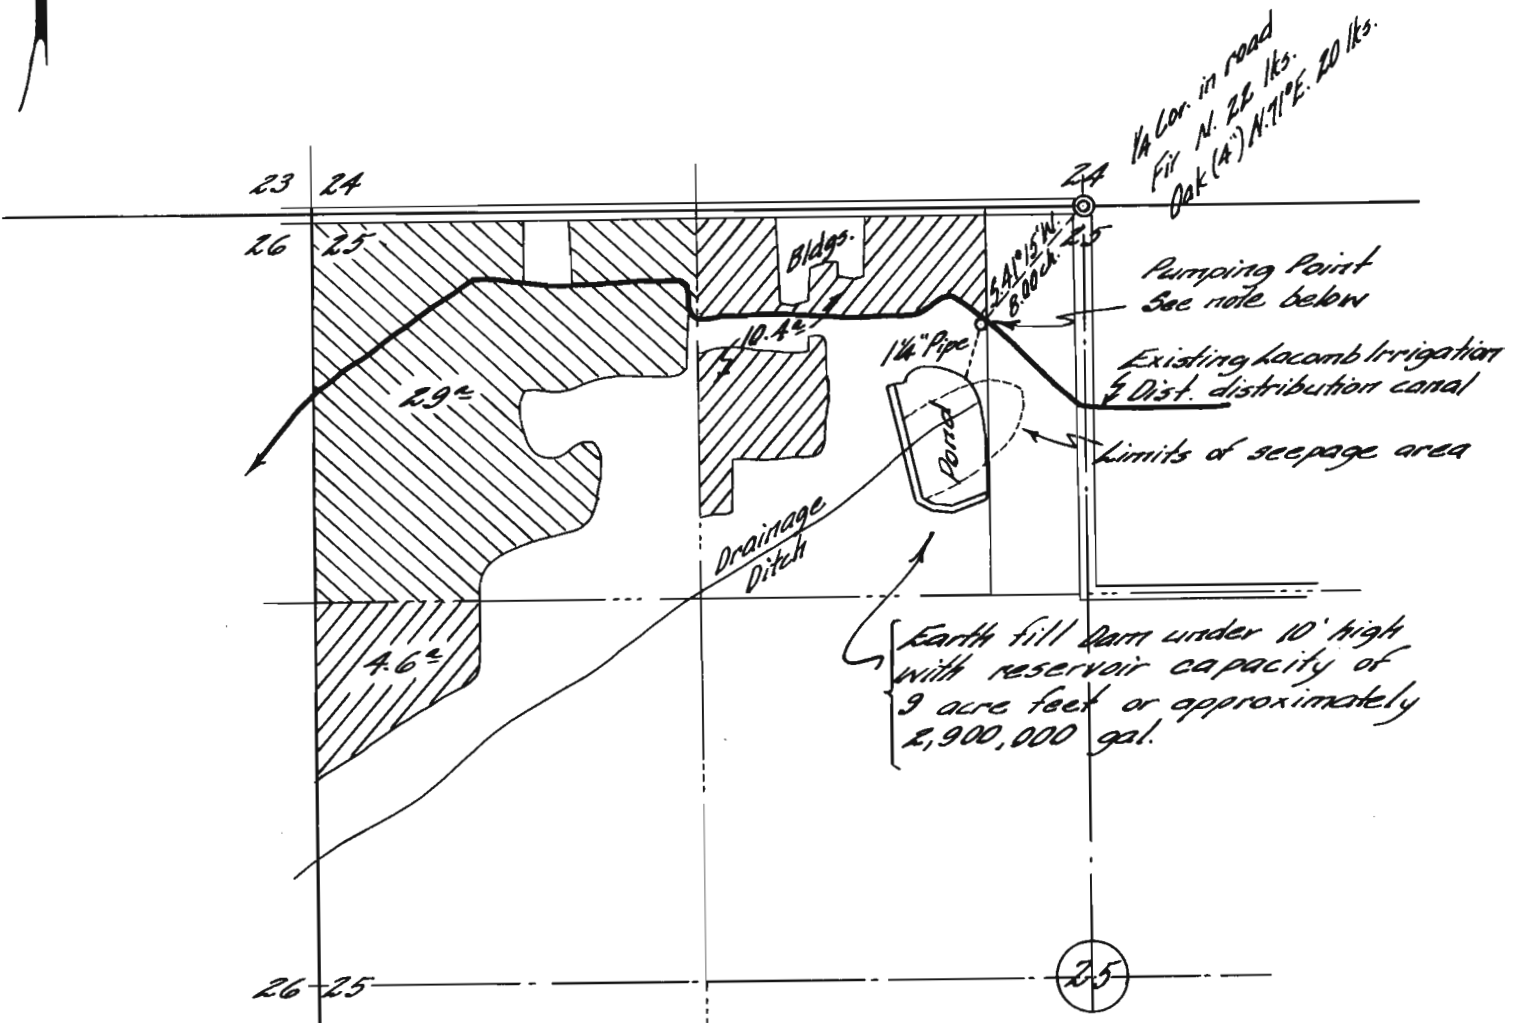 1/4 Cor. in road
Fir N. 22 lks.
Oak (4") N. 71° E. 20 lks.
23 24
24
26 25
25
Bldgs.
S. 41° 15' W.
8.00 ch.
Pumping Point
See note below
10.4 a
1 1/4" Pipe
Existing Lacomb Irrigation
Dist. distribution canal
29 a
Pond
Limits of seepage area
Drainage
Ditch
4.6 a
Earth fill Dam under 10' high
with reservoir capacity of
9 acre feet or approximately
2,900,000 gal.
26 25
25